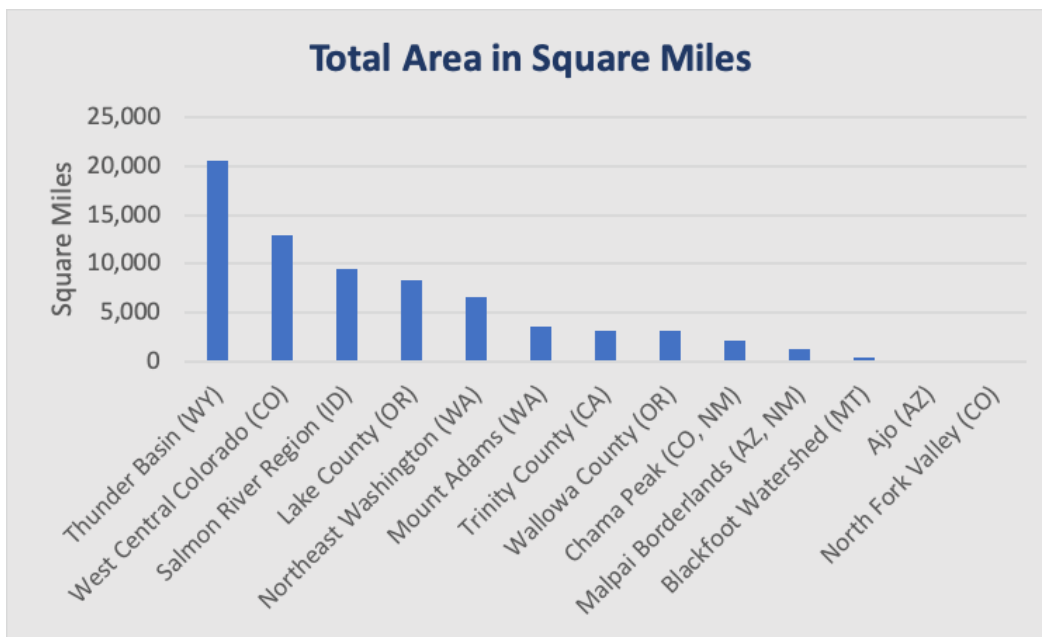 Total Area in Square Miles
Square Miles
25,000
20,000
15,000
10,000
5,000
0
Thunder Basin (WY)
West Central Colorado (CO)
Salmon River Region (ID)
Lake County (OR)
Northeast Washington (WA)
Mount Adams (WA)
Trinity County (CA)
Wallowa County (OR)
Chama Peak (CO, NM)
Malpai Borderlands (AZ, NM)
Blackfoot Watershed (MT)
Ajo (AZ)
North Fork Valley (CO)